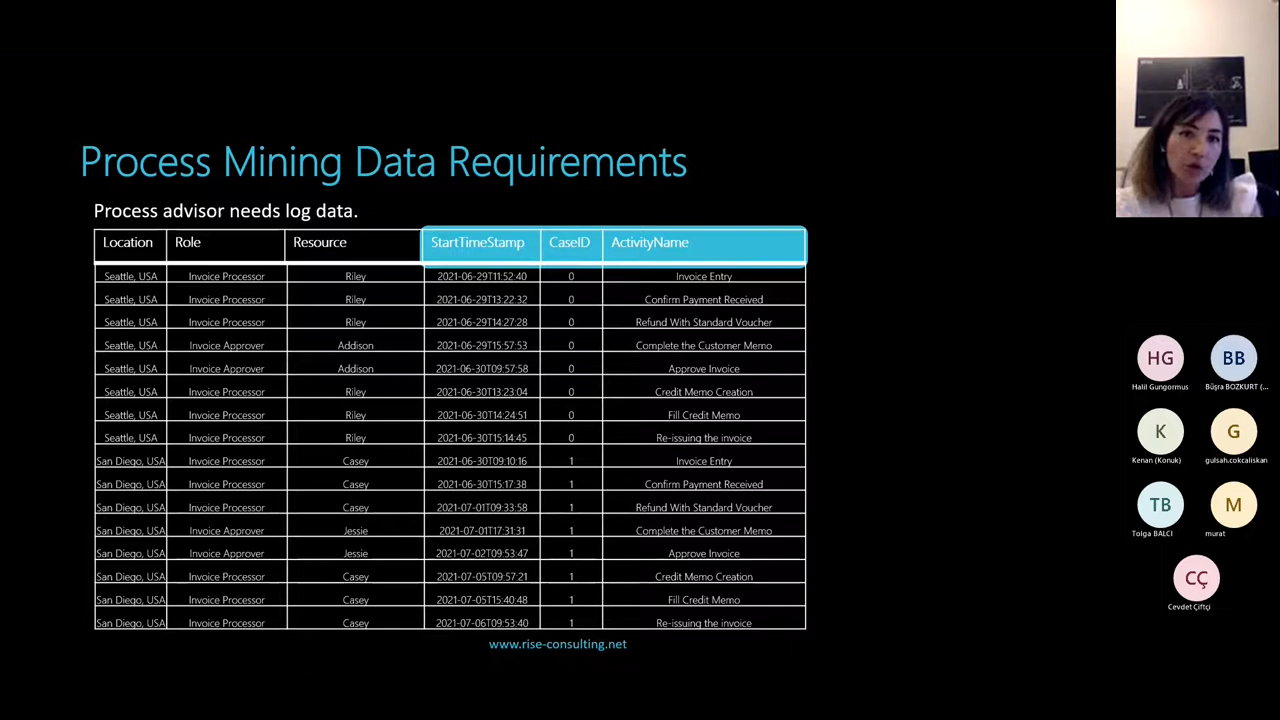 Process Mining Data Requirements
Process advisor needs log data.
Location Role Resource StartTimeStamp CaseID ActivityName
Seattle, USA Invoice Processor Riley 2021-06-29T11:52:40 0 Invoice Entry
Seattle, USA Invoice Processor Riley 2021-06-29T13:22:32 0 Confirm Payment Received
Seattle, USA Invoice Processor Riley 2021-06-29T14:27:28 0 Refund With Standard Voucher
Seattle, USA Invoice Approver Addison 2021-06-29T15:57:53 0 Complete the Customer Memo
Seattle, USA Invoice Approver Addison 2021-06-30T09:57:58 0 Approve Invoice
Seattle, USA Invoice Processor Riley 2021-06-30T13:23:04 0 Credit Memo Creation
Seattle, USA Invoice Processor Riley 2021-06-30T14:24:51 0 Fill Credit Memo
Seattle, USA Invoice Processor Riley 2021-06-30T15:14:45 0 Re-issuing the invoice
San Diego, USA Invoice Processor Casey 2021-06-30T09:10:16 1 Invoice Entry
San Diego, USA Invoice Processor Casey 2021-06-30T15:17:38 1 Confirm Payment Received
San Diego, USA Invoice Processor Casey 2021-07-01T09:33:58 1 Refund With Standard Voucher
San Diego, USA Invoice Approver Jessie 2021-07-01T17:31:31 1 Complete the Customer Memo
San Diego, USA Invoice Approver Jessie 2021-07-02T09:53:47 1 Approve Invoice
San Diego, USA Invoice Processor Casey 2021-07-05T09:57:21 1 Credit Memo Creation
San Diego, USA Invoice Processor Casey 2021-07-05T15:40:48 1 Fill Credit Memo
San Diego, USA Invoice Processor Casey 2021-07-06T09:53:40 1 Re-issuing the invoice
www.rise-consulting.net
HG BB
Halil Gungormus Büşra BOZKURT (...
K G
Kenan (Konuk) gulsah.cokcaliskan
TB M
Tolga BALCI murat
CÇ
Cevdet Çiftçi